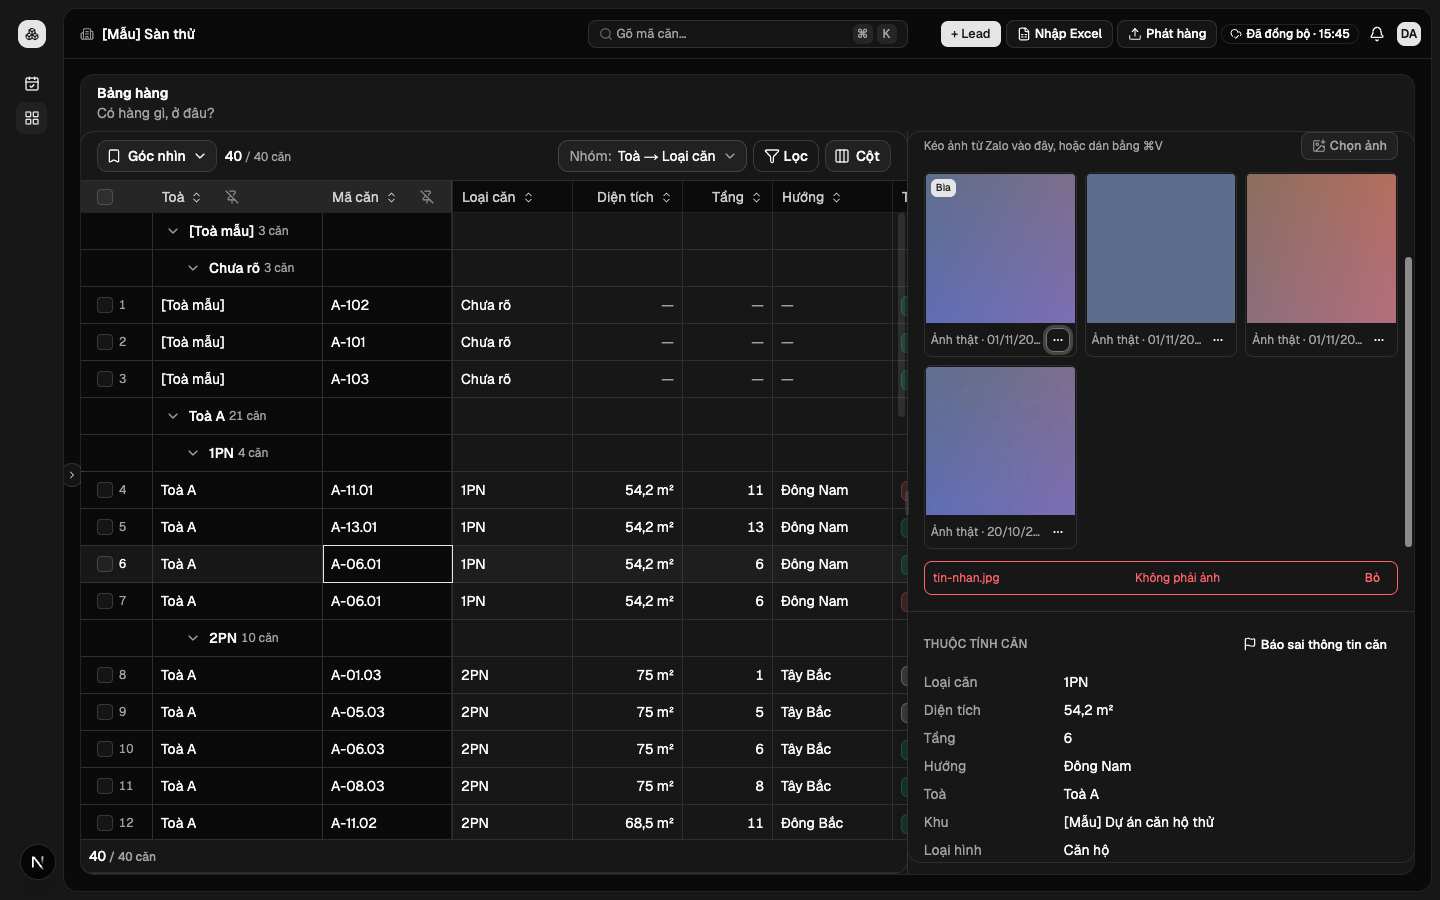 [Mẫu] Sàn thử
Gõ mã căn...
⌘ K
+ Lead
Nhập Excel
Phát hàng
Đã đồng bộ · 15:45
DA
Bảng hàng
Có hàng gì, ở đâu?
Góc nhìn
40 / 40 căn
Nhóm: Toà → Loại căn
Lọc
Cột
Toà Mã căn Loại căn Diện tích Tầng Hướng
[Toà mẫu] 3 căn
Chưa rõ 3 căn
1 [Toà mẫu] A-102 Chưa rõ — — —
2 [Toà mẫu] A-101 Chưa rõ — — —
3 [Toà mẫu] A-103 Chưa rõ — — —
Toà A 21 căn
1PN 4 căn
4 Toà A A-11.01 1PN 54,2 m² 11 Đông Nam
5 Toà A A-13.01 1PN 54,2 m² 13 Đông Nam
6 Toà A A-06.01 1PN 54,2 m² 6 Đông Nam
7 Toà A A-06.01 1PN 54,2 m² 6 Đông Nam
2PN 10 căn
8 Toà A A-01.03 2PN 75 m² 1 Tây Bắc
9 Toà A A-05.03 2PN 75 m² 5 Tây Bắc
10 Toà A A-06.03 2PN 75 m² 6 Tây Bắc
11 Toà A A-08.03 2PN 75 m² 8 Tây Bắc
12 Toà A A-11.02 2PN 68,5 m² 11 Đông Bắc
40 / 40 căn
Kéo ảnh từ Zalo vào đây, hoặc dán bằng ⌘V
Chọn ảnh
Bìa
Ảnh thật · 01/11/20...
Ảnh thật · 01/11/20...
Ảnh thật · 01/11/20...
Ảnh thật · 20/10/2...
tin-nhan.jpg Không phải ảnh Bỏ
THUỘC TÍNH CĂN
Báo sai thông tin căn
Loại căn 1PN
Diện tích 54,2 m²
Tầng 6
Hướng Đông Nam
Toà Toà A
Khu [Mẫu] Dự án căn hộ thử
Loại hình Căn hộ
N